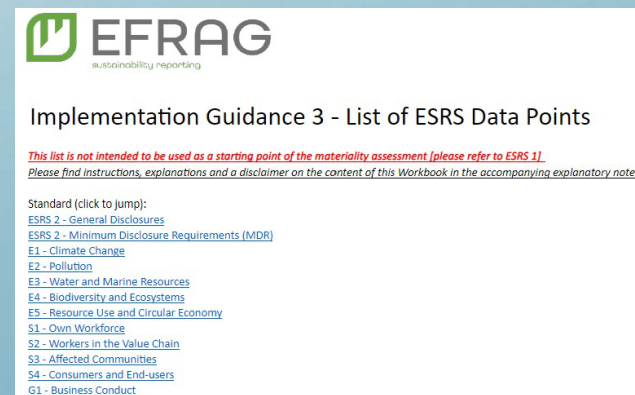 EFRAG
sustainability reporting
Implementation Guidance 3 - List of ESRS Data Points
This list is not intended to be used as a starting point of the materiality assessment [please refer to ESRS 1]
Please find instructions, explanations and a disclaimer on the content of this Workbook in the accompanying explanatory note
Standard (click to jump):
ESRS 2 - General Disclosures
ESRS 2 - Minimum Disclosure Requirements (MDR)
E1 - Climate Change
E2 - Pollution
E3 - Water and Marine Resources
E4 - Biodiversity and Ecosystems
E5 - Resource Use and Circular Economy
S1 - Own Workforce
S2 - Workers in the Value Chain
S3 - Affected Communities
S4 - Consumers and End-users
G1 - Business Conduct